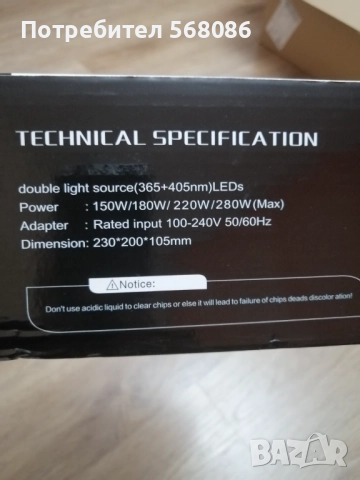 Потребител 568086
TECHNICAL SPECIFICATION
double light source(365+405nm)LEDs
Power : 150W/180W/ 220W/280W(Max)
Adapter : Rated input 100-240V 50/60Hz
Dimension: 230*200*105mm
⚠Notice:
Don't use acidic liquid to clear chips or else it will lead to failure of chips deads discolor ation!
BAZAR